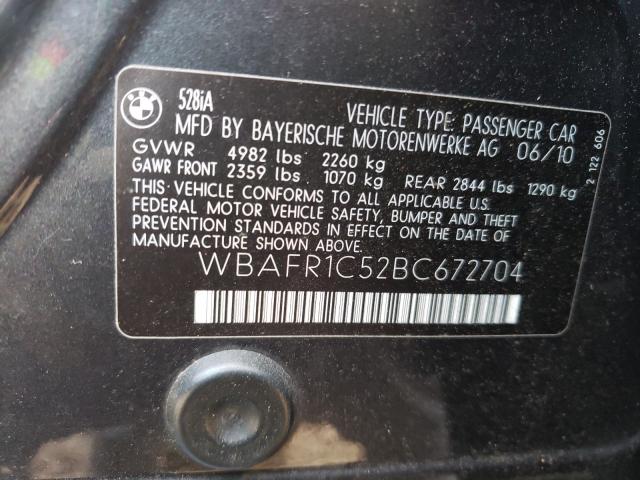 BMW
528iA
VEHICLE TYPE: PASSENGER CAR
MFD BY BAYERISCHE MOTORENWERKE AG 06/10
GVWR 4982 lbs 2260 kg
GAWR FRONT 2359 lbs 1070 kg REAR 2844 lbs 1290 kg
THIS VEHICLE CONFORMS TO ALL APPLICABLE U.S.
FEDERAL MOTOR VEHICLE SAFETY, BUMPER AND THEFT
PREVENTION STANDARDS IN EFFECT ON THE DATE OF
MANUFACTURE SHOWN ABOVE.
WBAFR1C52BC672704
2 122 606